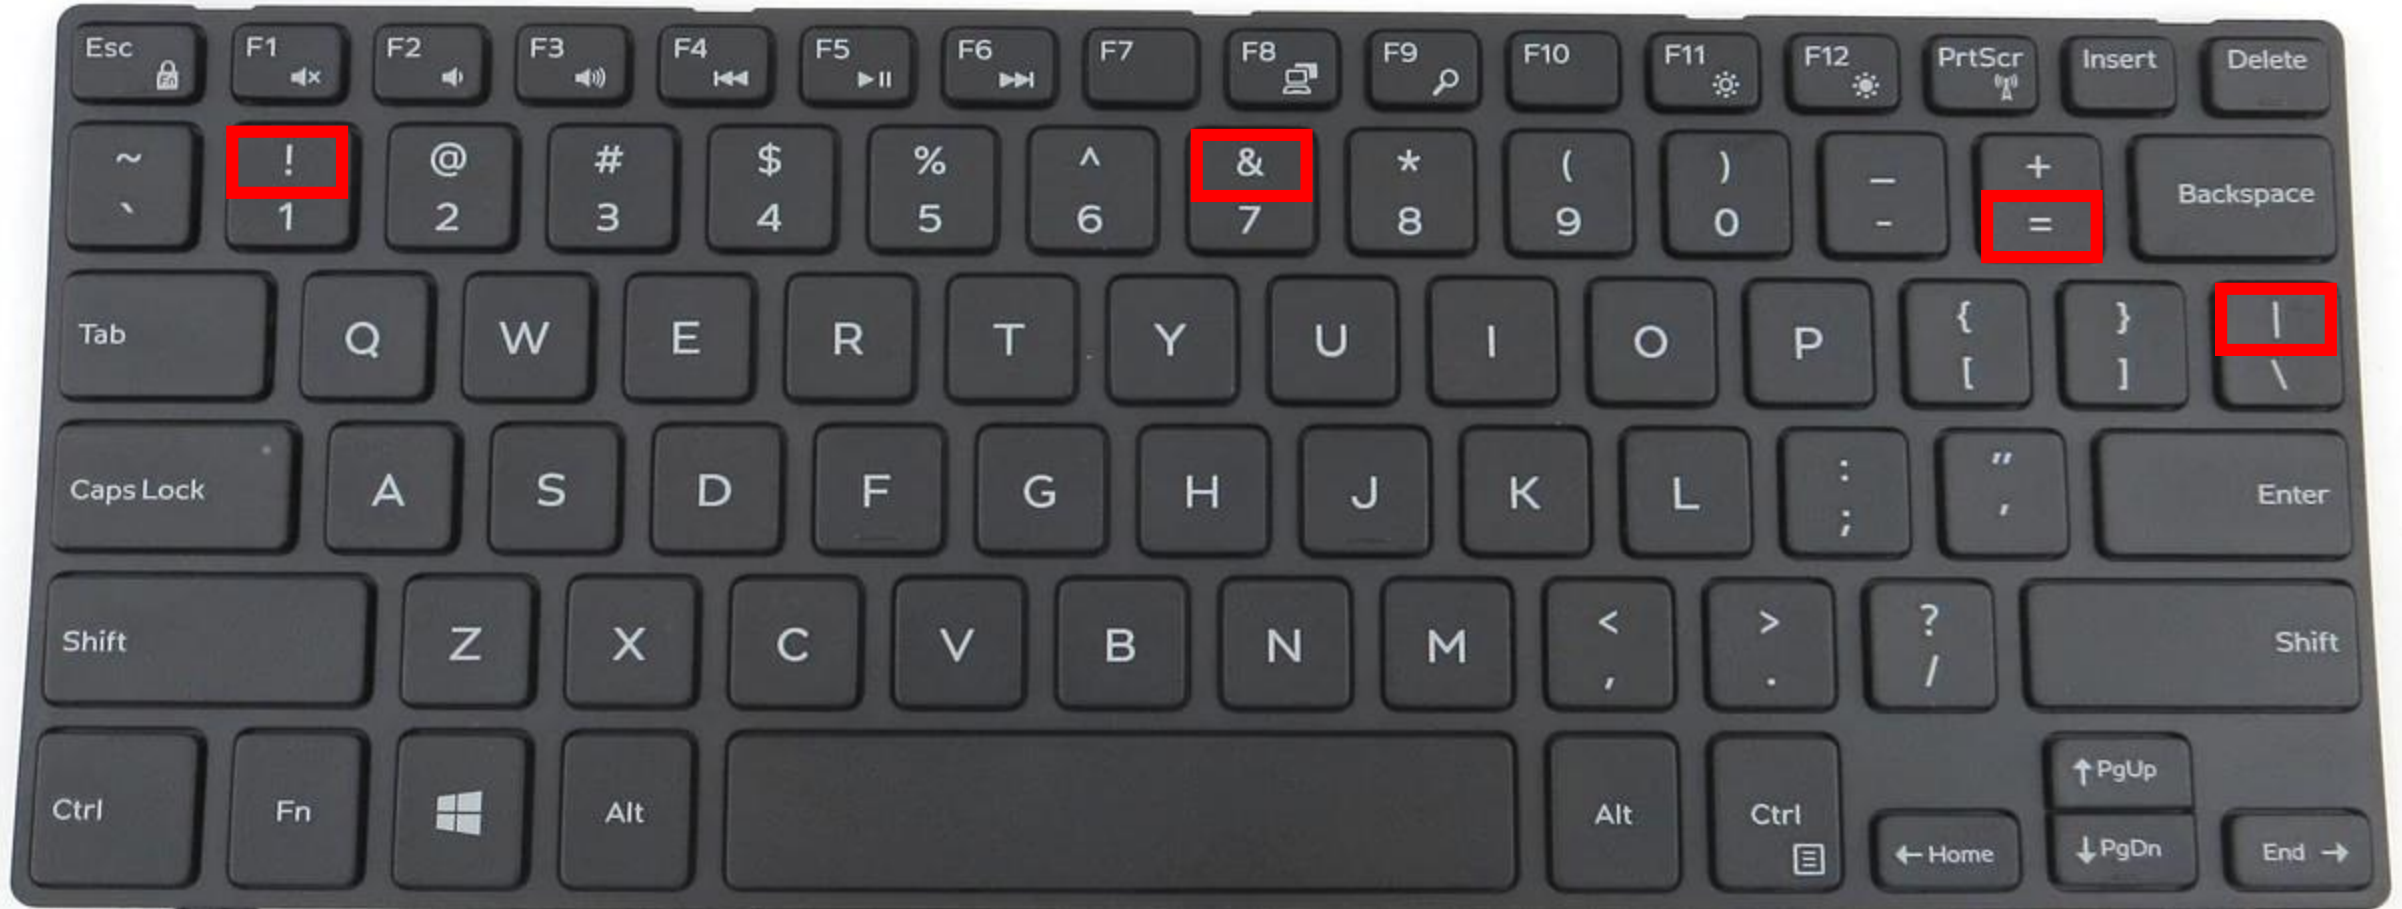 Esc F1 F2 F3 F4 F5 F6 F7 F8 F9 F10 F11 F12 PrtScr Insert Delete
Fn
~ ! @ # $ % ^ & * ( ) _ +
` 1 2 3 4 5 6 7 8 9 0 - = Backspace
Tab Q W E R T Y U I O P { } |
[ ] \
Caps Lock A S D F G H J K L : " Enter
; '
Shift Z X C V B N M < > ? Shift
, . /
Ctrl Fn Alt Alt Ctrl ↑ PgUp
← Home ↓ PgDn End →